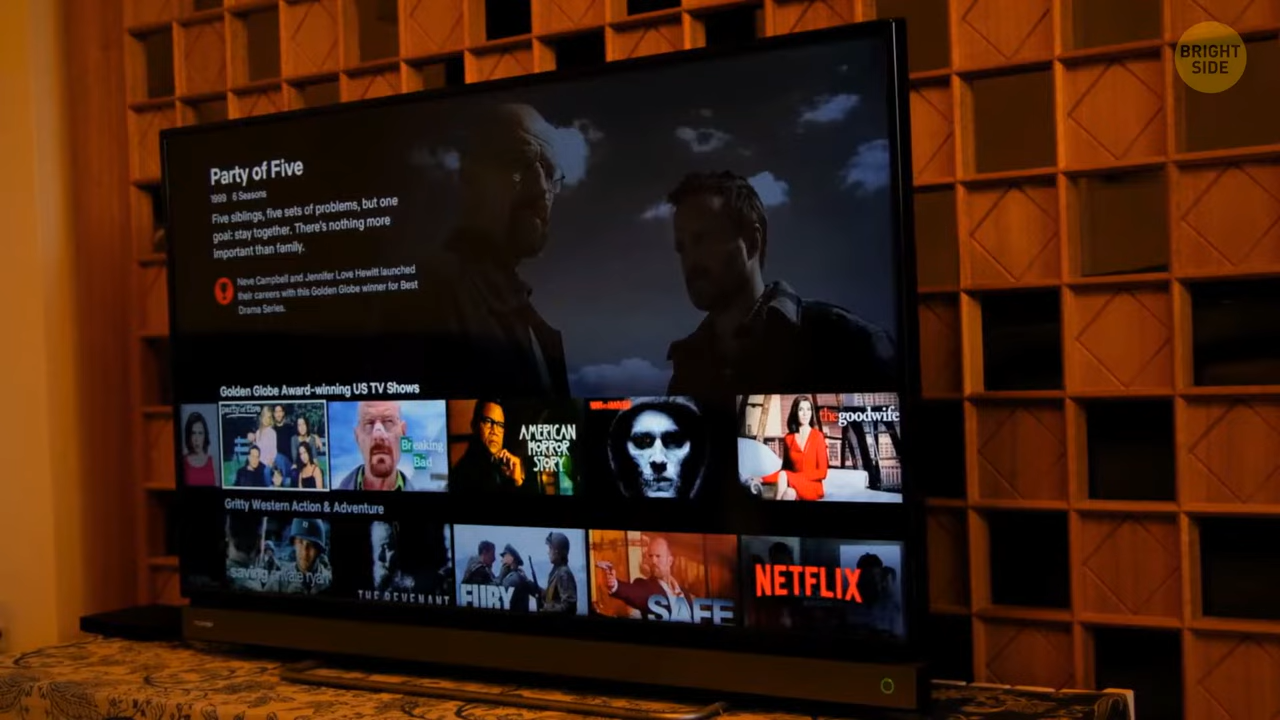 BRIGHT
SIDE
Party of Five
1999 6 Seasons
Five siblings, five sets of problems, but one
goal: stay together. There's nothing more
important than family.
Neve Campbell and Jennifer Love Hewitt launched
their careers with this Golden Globe winner for Best
Drama Series.
Golden Globe Award-winning US TV Shows
party of five
Breaking
Bad
AMERICAN
HORROR
STORY
thegoodwife
Gritty Western Action & Adventure
saving private ryan
THE REVENANT
FURY
SAFE
NETFLIX